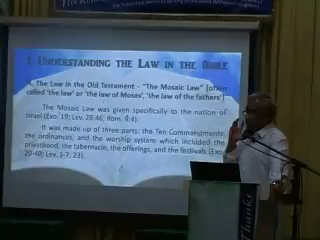 I. UNDERSTANDING THE LAW IN THE BIBLE
A. The Law in the Old Testament - "The Mosaic Law" [often
called 'the law' or 'the law of Moses', 'the law of the fathers']
The Mosaic Law was given specifically to the nation of
Israel (Exo. 19; Lev. 26:46; Rom. 9:4).
It was made up of three parts: the Ten Commandments,
the ordinances, and the worship system which included the
priesthood, the tabernacle, the offerings, and the festivals (Exo.
20-40; Lev. 1-7; 23).
Thanks